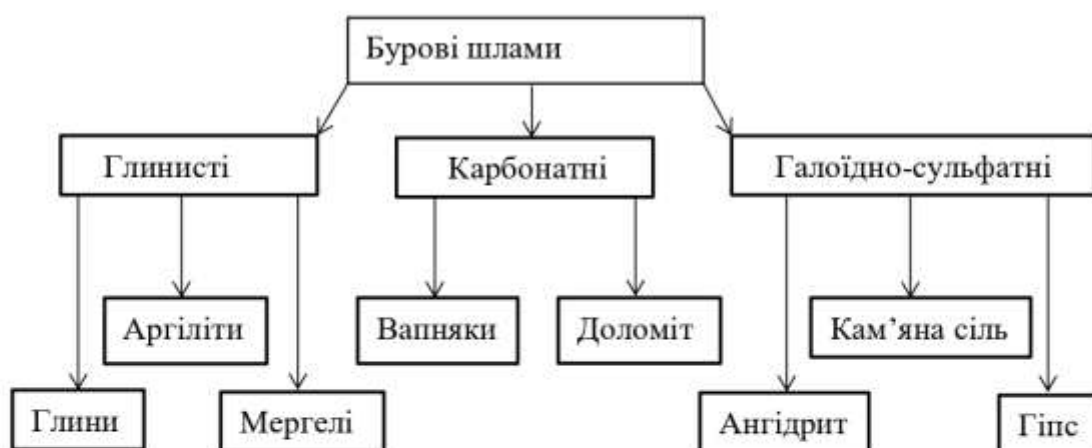 Бурові шлами
Глинисті
Карбонатні
Галоїдно-сульфатні
Аргіліти
Вапняки
Доломіт
Кам’яна сіль
Глини
Мергелі
Ангідрит
Гіпс